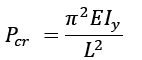 P_cr = π²EI_y / L²